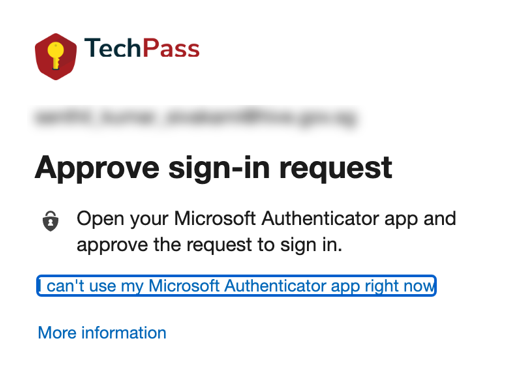 TechPass
Approve sign-in request
Open your Microsoft Authenticator app and
approve the request to sign in.
I can't use my Microsoft Authenticator app right now
More information